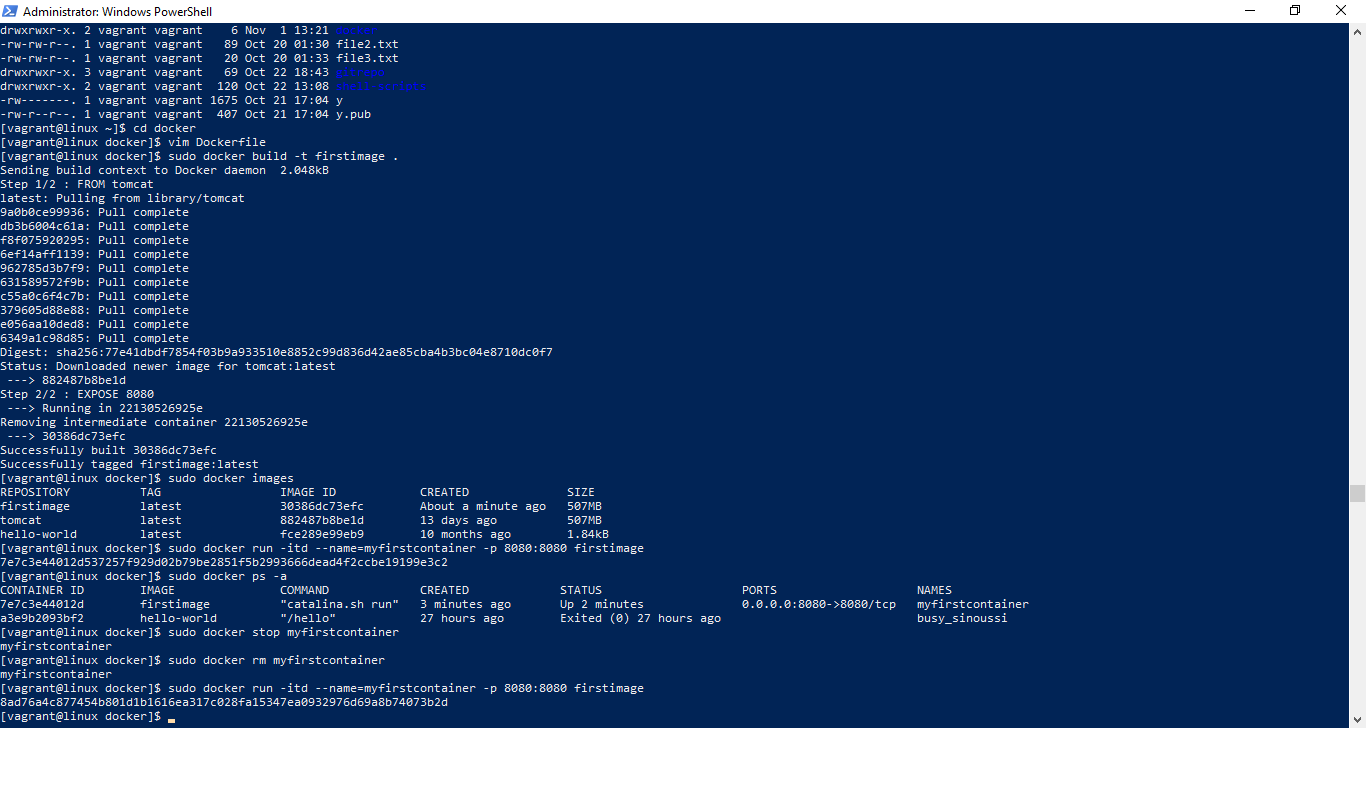 Administrator: Windows PowerShell
drwxrwxr-x. 2 vagrant vagrant    6 Nov  1 13:21 docker
-rw-rw-r--. 1 vagrant vagrant   89 Oct 20 01:30 file2.txt
-rw-rw-r--. 1 vagrant vagrant   20 Oct 20 01:33 file3.txt
drwxrwxr-x. 3 vagrant vagrant   69 Oct 22 18:43
drwxrwxr-x. 2 vagrant vagrant  120 Oct 22 13:08 shell-scripts
-rw-------. 1 vagrant vagrant 1675 Oct 21 17:04 y
-rw-r--r--. 1 vagrant vagrant  407 Oct 21 17:04 y.pub
[vagrant@linux ~]$ cd docker
[vagrant@linux docker]$ vim Dockerfile
[vagrant@linux docker]$ sudo docker build -t firstimage .
Sending build context to Docker daemon  2.048kB
Step 1/2 : FROM tomcat
latest: Pulling from library/tomcat
9a0b0ce99936: Pull complete
db3b6004c61a: Pull complete
f8f075920295: Pull complete
6ef14aff1139: Pull complete
962785d3b7f9: Pull complete
631589572f9b: Pull complete
c55a0c6f4c7b: Pull complete
379605d88e88: Pull complete
e056aa10ded8: Pull complete
6349a1c98d85: Pull complete
Digest: sha256:77e41dbdf7854f03b9a933510e8852c99d836d42ae85cba4b3bc04e8710dc0f7
Status: Downloaded newer image for tomcat:latest
 ---> 882487b8be1d
Step 2/2 : EXPOSE 8080
 ---> Running in 22130526925e
Removing intermediate container 22130526925e
 ---> 30386dc73efc
Successfully built 30386dc73efc
Successfully tagged firstimage:latest
[vagrant@linux docker]$ sudo docker images
REPOSITORY          TAG                 IMAGE ID            CREATED              SIZE
firstimage          latest              30386dc73efc        About a minute ago   507MB
tomcat              latest              882487b8be1d        13 days ago          507MB
hello-world         latest              fce289e99eb9        10 months ago        1.84kB
[vagrant@linux docker]$ sudo docker run -itd --name=myfirstcontainer -p 8080:8080 firstimage
7e7c3e44012d537257f929d02b79be2851f5b2993666dead4f2ccbe19199e3c2
[vagrant@linux docker]$ sudo docker ps -a
CONTAINER ID        IMAGE               COMMAND             CREATED             STATUS                    PORTS                    NAMES
7e7c3e44012d        firstimage          "catalina.sh run"   3 minutes ago       Up 2 minutes              0.0.0.0:8080->8080/tcp   myfirstcontainer
a3e9b2093bf2        hello-world         "/hello"            27 hours ago        Exited (0) 27 hours ago                            busy_sinoussi
[vagrant@linux docker]$ sudo docker stop myfirstcontainer
myfirstcontainer
[vagrant@linux docker]$ sudo docker rm myfirstcontainer
myfirstcontainer
[vagrant@linux docker]$ sudo docker run -itd --name=myfirstcontainer -p 8080:8080 firstimage
8ad76a4c877454b801d1b1616ea317c028fa15347ea0932976d69a8b74073b2d
[vagrant@linux docker]$